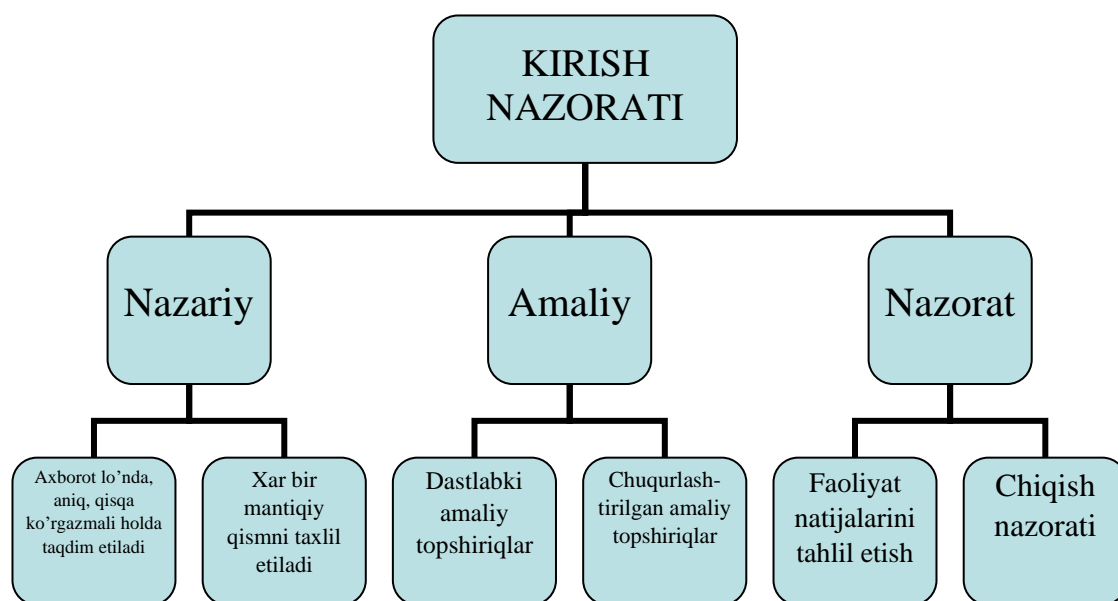 KIRISH
NAZORATI
Nazariy
Amaliy
Nazorat
Axborot lo’nda,
aniq, qisqa
ko’rgazmali holda
taqdim etiladi
Xar bir
mantiqiy
qismni taxlil
etiladi
Dastlabki
amaliy
topshiriqlar
Chuqurlash-
tirilgan amaliy
topshiriqlar
Faoliyat
natijalarini
tahlil etish
Chiqish
nazorati